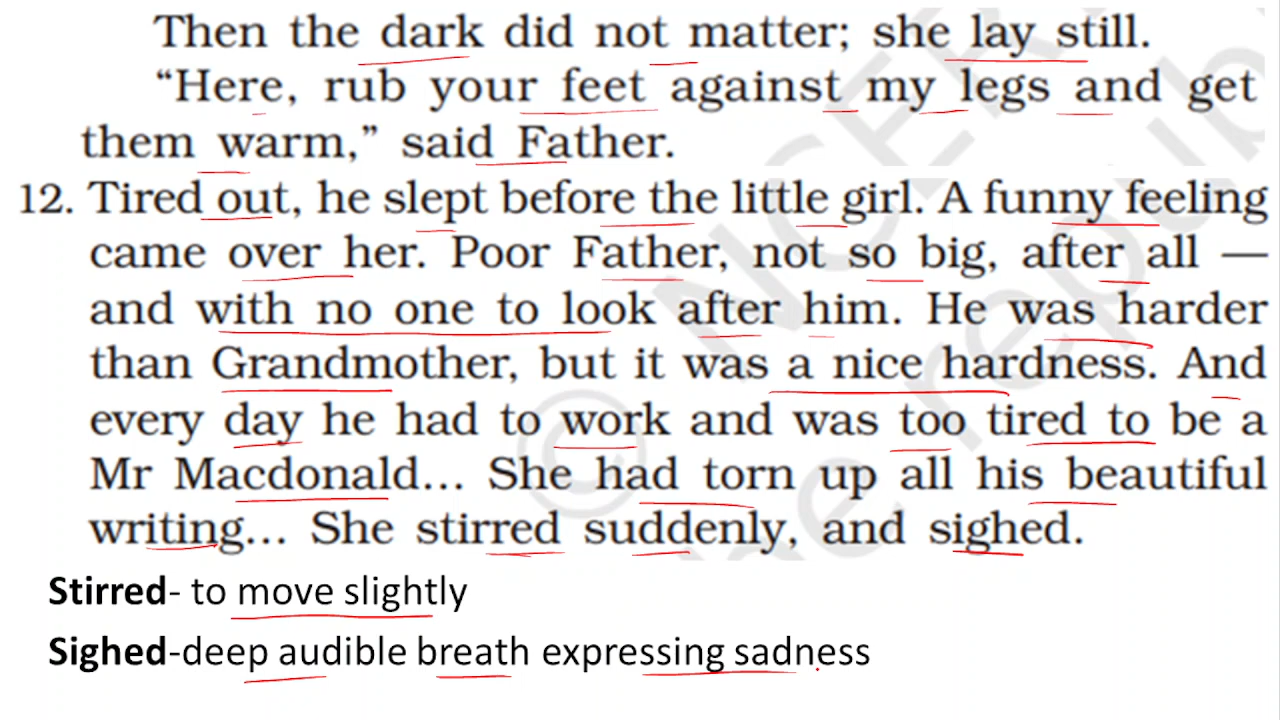 Then the dark did not matter; she lay still.
“Here, rub your feet against my legs and get
them warm,” said Father.
12. Tired out, he slept before the little girl. A funny feeling
came over her. Poor Father, not so big, after all —
and with no one to look after him. He was harder
than Grandmother, but it was a nice hardness. And
every day he had to work and was too tired to be a
Mr Macdonald... She had torn up all his beautiful
writing... She stirred suddenly, and sighed.
Stirred- to move slightly
Sighed-deep audible breath expressing sadness